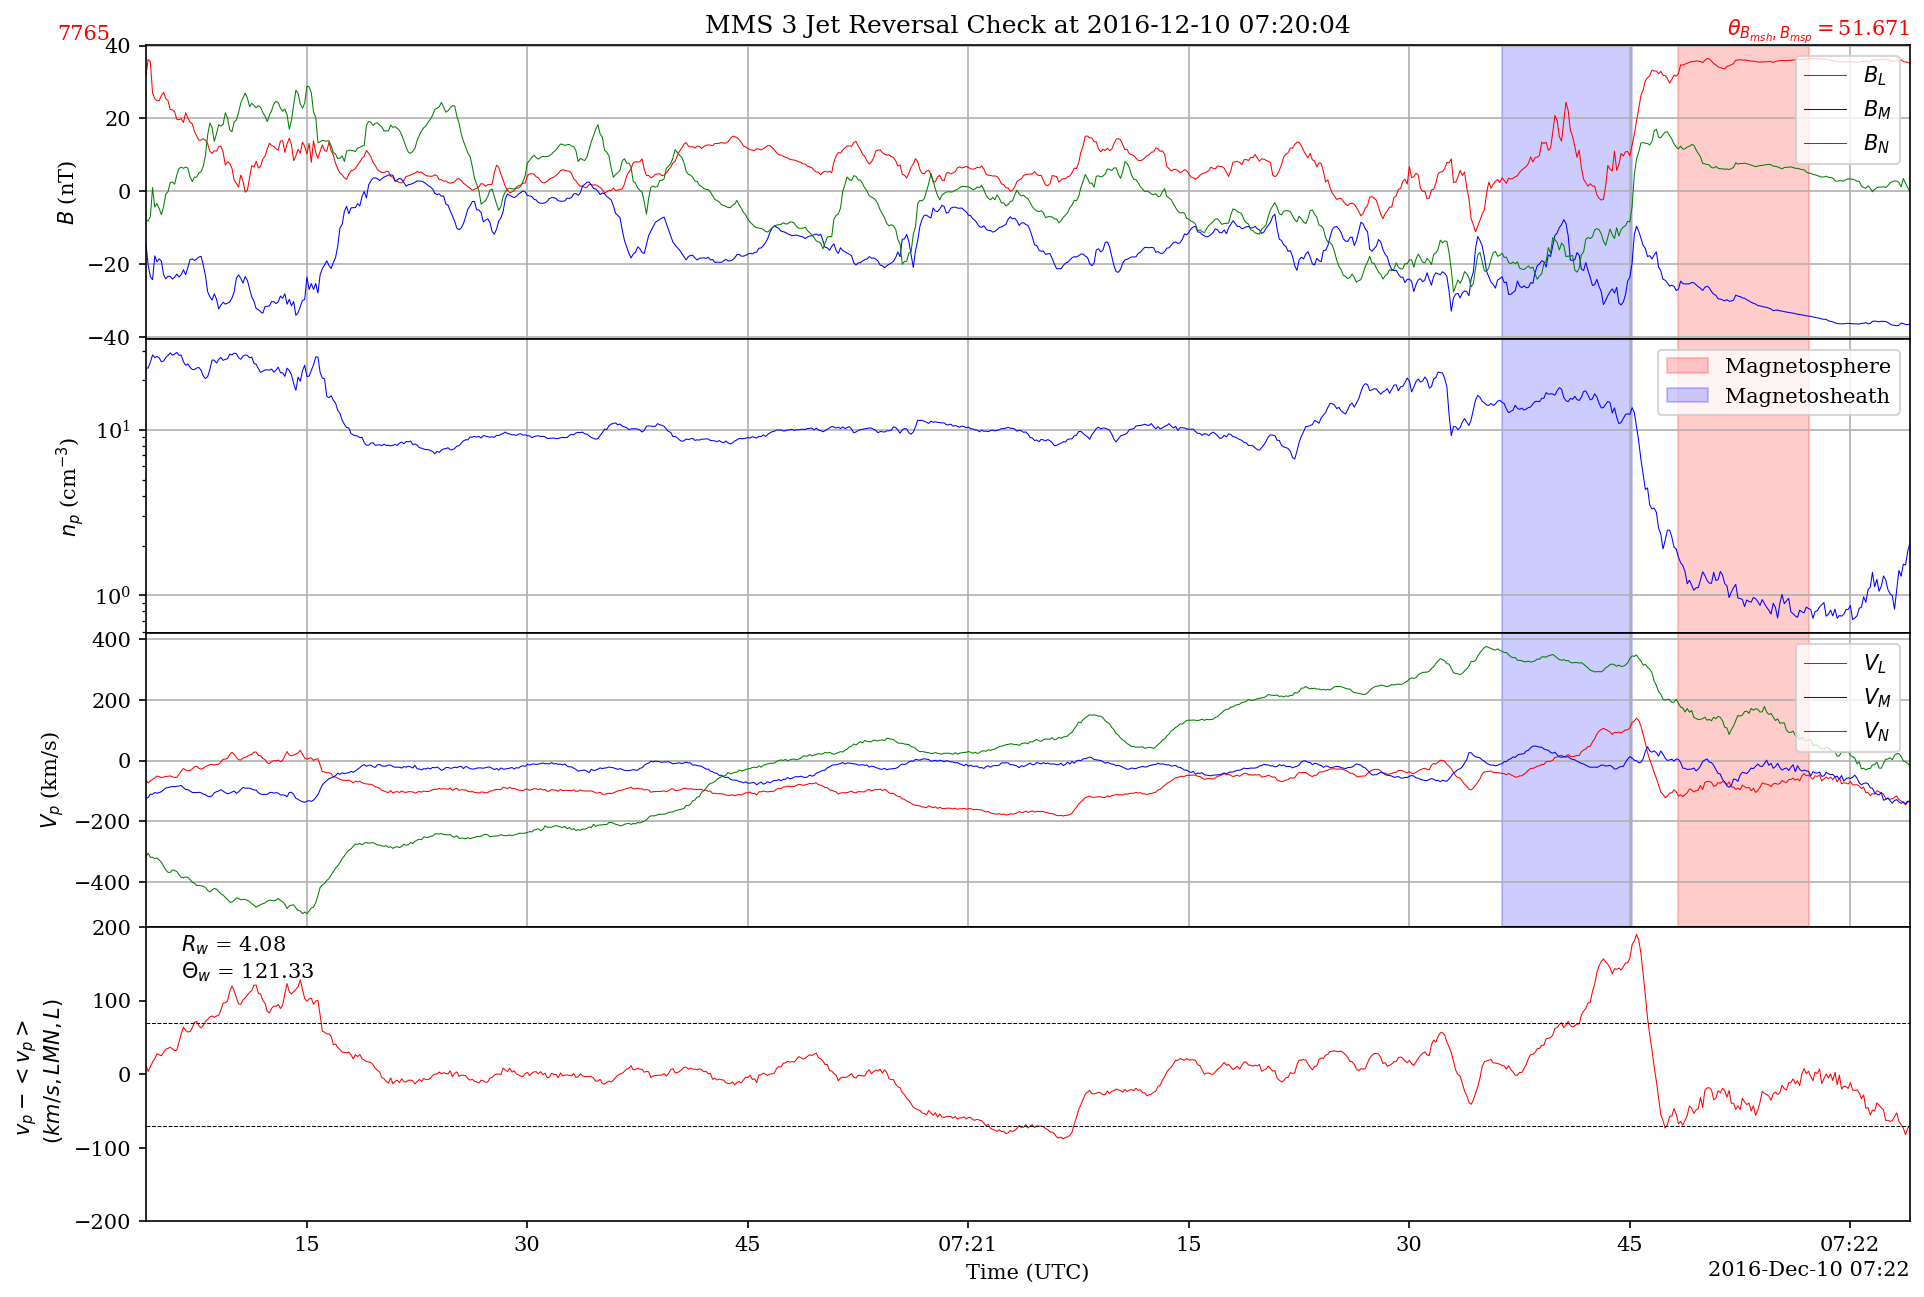 MMS 3 Jet Reversal Check at 2016-12-10 07:20:04
7765
θ_{B_{msh}, B_{msp}} = 51.671
40
20
0
−20
−40
B (nT)
B_L
B_M
B_N
10^1
10^0
n_p (cm^{−3})
Magnetosphere
Magnetosheath
400
200
0
−200
−400
V_p (km/s)
V_L
V_M
V_N
200
100
0
−100
−200
v_p − < v_p >
(km/s, LMN, L)
R_w = 4.08
Θ_w = 121.33
15
30
45
07:21
15
30
45
07:22
Time (UTC)
2016-Dec-10 07:22